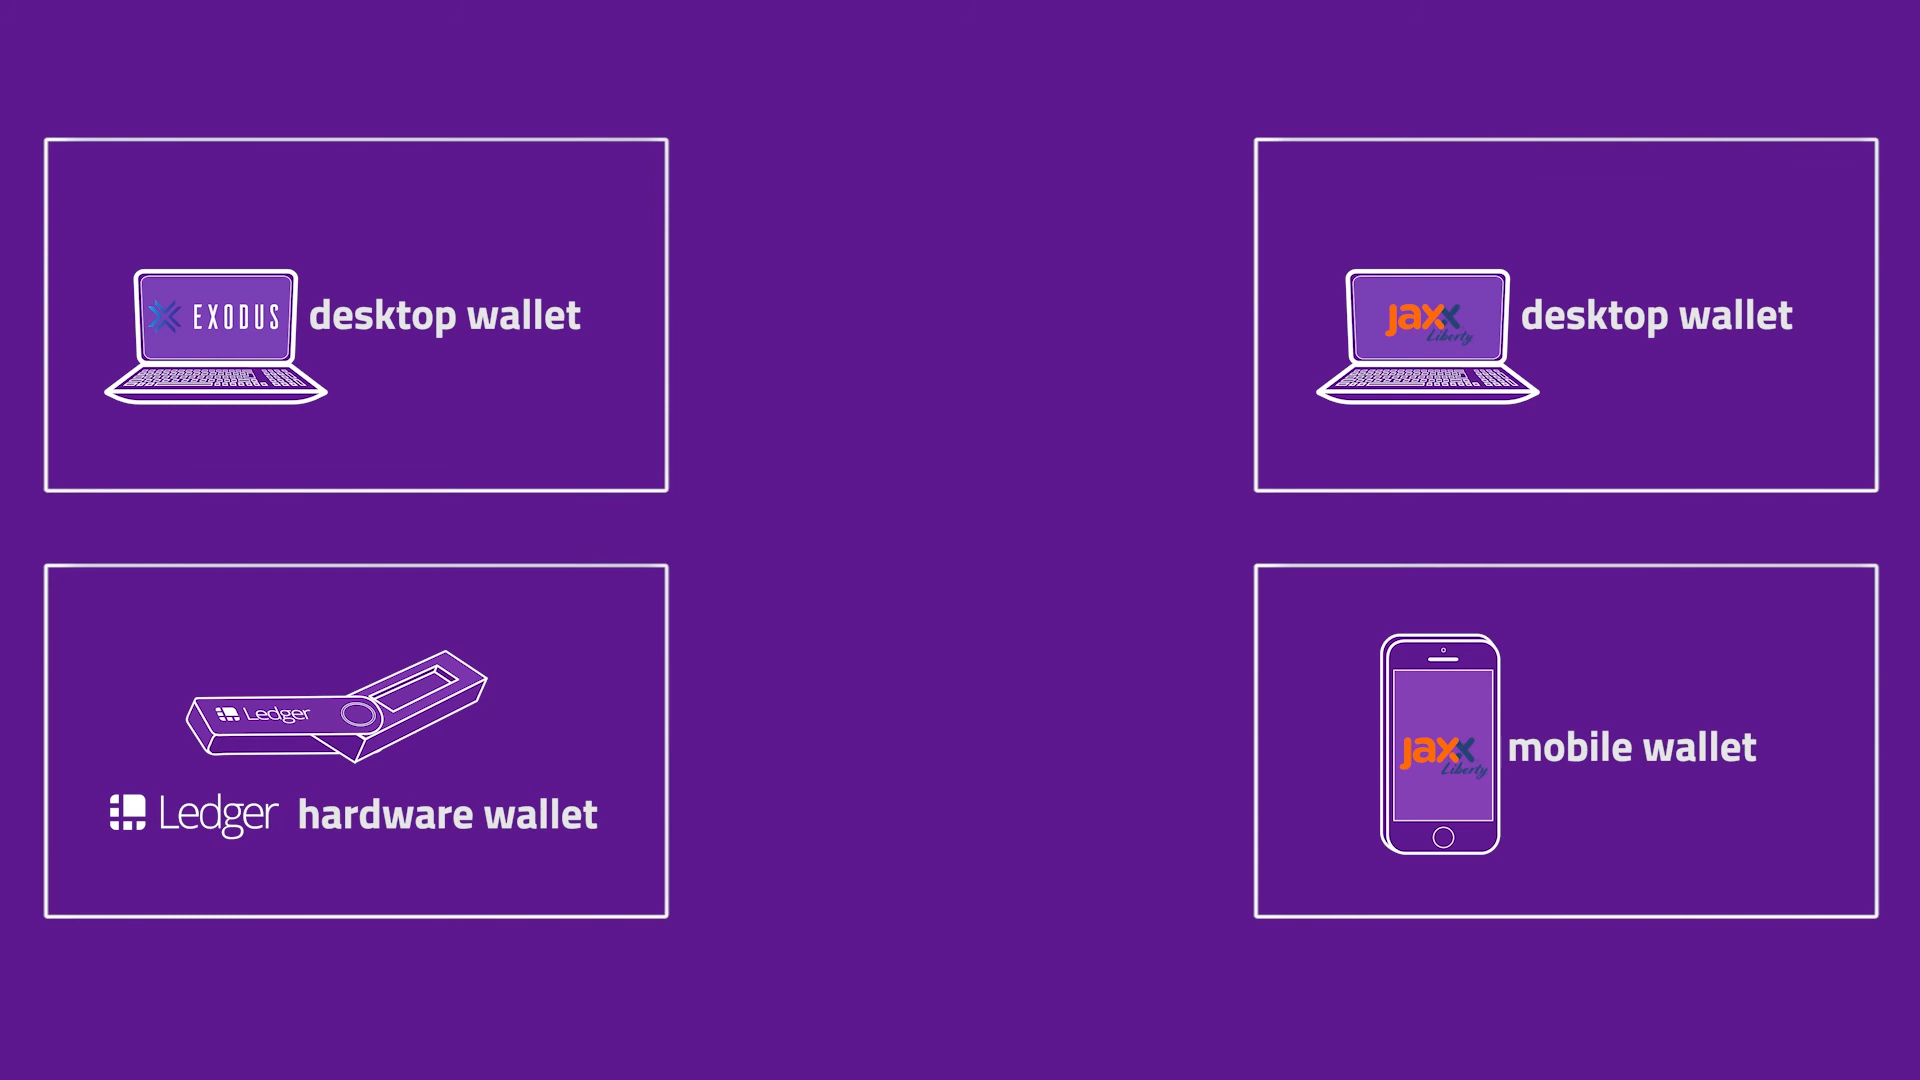 EXODUS desktop wallet
jaxx Liberty desktop wallet
Ledger
Ledger hardware wallet
jaxx Liberty mobile wallet